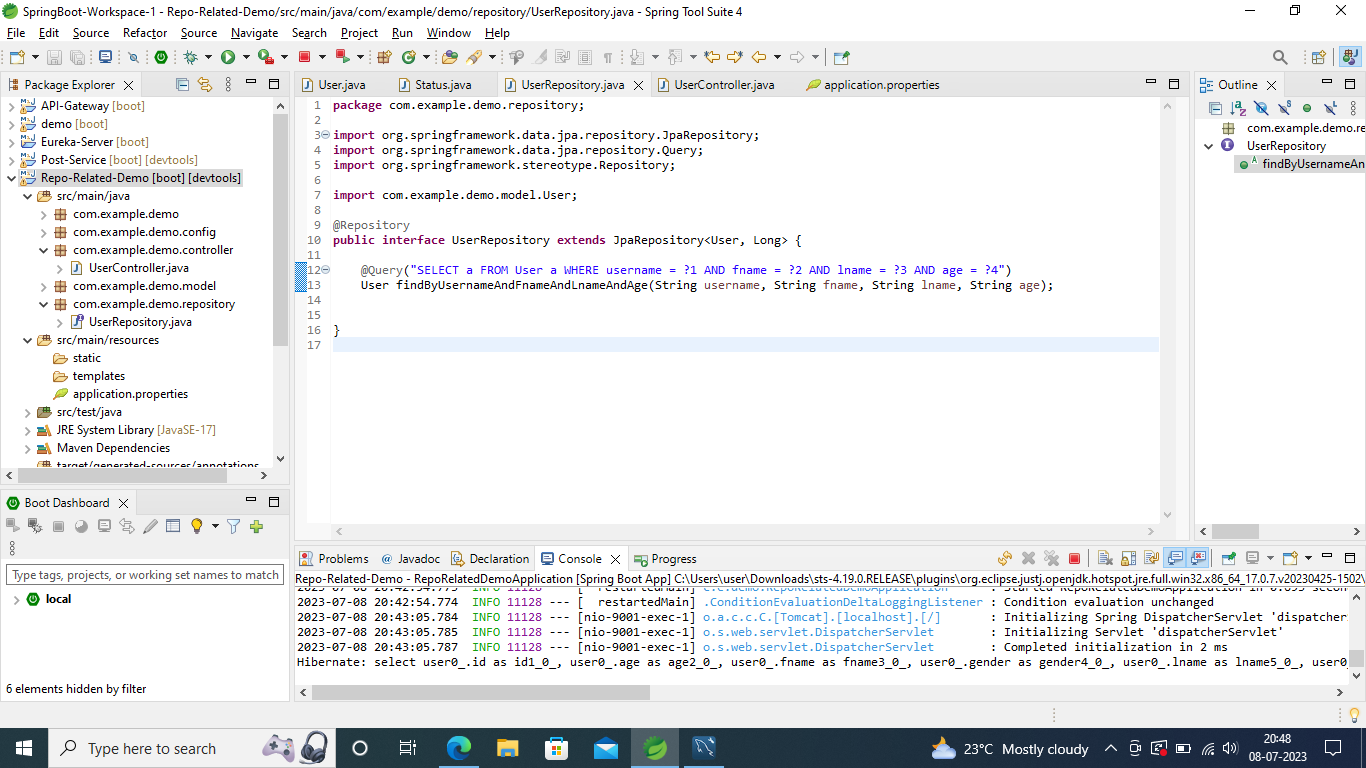 SpringBoot-Workspace-1 - Repo-Related-Demo/src/main/java/com/example/demo/repository/UserRepository.java - Spring Tool Suite 4
File Edit Source Refactor Source Navigate Search Project Run Window Help
Package Explorer
API-Gateway [boot]
demo [boot]
Eureka-Server [boot]
Post-Service [boot] [devtools]
Repo-Related-Demo [boot] [devtools]
src/main/java
com.example.demo
com.example.demo.config
com.example.demo.controller
UserController.java
com.example.demo.model
com.example.demo.repository
UserRepository.java
src/main/resources
static
templates
application.properties
src/test/java
JRE System Library [JavaSE-17]
Maven Dependencies
target/generated-sources/annotations
Boot Dashboard
Type tags, projects, or working set names to match
local
6 elements hidden by filter
User.java Status.java UserRepository.java UserController.java application.properties
1 package com.example.demo.repository;
2
3 import org.springframework.data.jpa.repository.JpaRepository;
4 import org.springframework.data.jpa.repository.Query;
5 import org.springframework.stereotype.Repository;
6
7 import com.example.demo.model.User;
8
9 @Repository
10 public interface UserRepository extends JpaRepository<User, Long> {
11
12 @Query("SELECT a FROM User a WHERE username = ?1 AND fname = ?2 AND lname = ?3 AND age = ?4")
13 User findByUsernameAndFnameAndLnameAndAge(String username, String fname, String lname, String age);
14
15
16 }
17
Outline
com.example.demo.re
UserRepository
findByUsernameAn
Problems Javadoc Declaration Console Progress
Repo-Related-Demo - RepoRelatedDemoApplication [Spring Boot App] C:\Users\user\Downloads\sts-4.19.0.RELEASE\plugins\org.eclipse.justj.openjdk.hotspot.jre.full.win32.x86_64_17.0.7.v20230425-1502\
2023-07-08 20:42:54.774 INFO 11128 --- [ restartedMain] .ConditionEvaluationDeltaLoggingListener : Condition evaluation unchanged
2023-07-08 20:43:05.784 INFO 11128 --- [nio-9001-exec-1] o.a.c.c.C.[Tomcat].[localhost].[/] : Initializing Spring DispatcherServlet 'dispatcher
2023-07-08 20:43:05.785 INFO 11128 --- [nio-9001-exec-1] o.s.web.servlet.DispatcherServlet : Initializing Servlet 'dispatcherServlet'
2023-07-08 20:43:05.787 INFO 11128 --- [nio-9001-exec-1] o.s.web.servlet.DispatcherServlet : Completed initialization in 2 ms
Hibernate: select user0_.id as id1_0_, user0_.age as age2_0_, user0_.fname as fname3_0_, user0_.gender as gender4_0_, user0_.lname as lname5_0_, user0_
Type here to search
23°C Mostly cloudy
20:48
08-07-2023